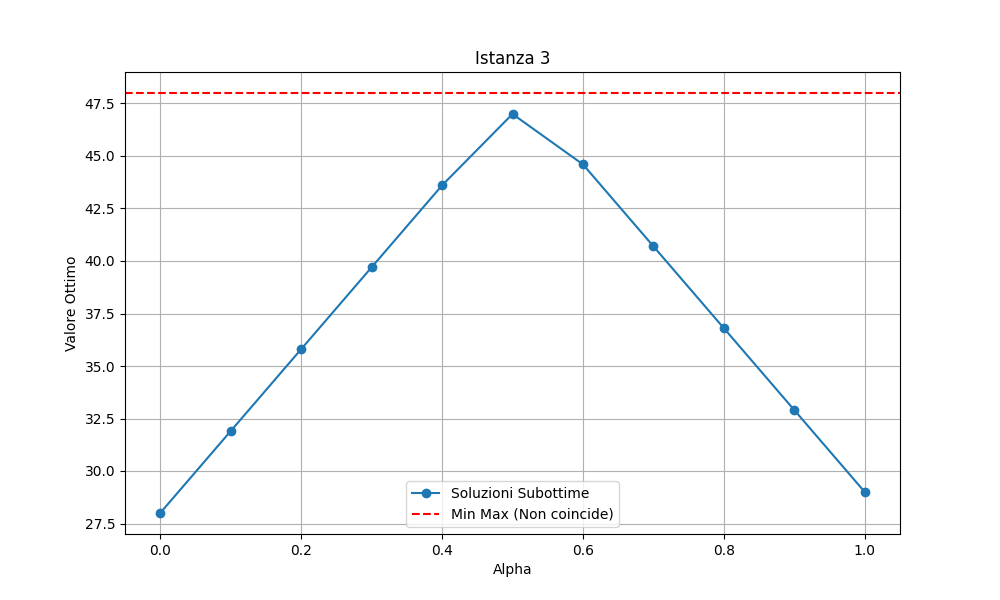 Istanza 3
Valore Ottimo
47.5
45.0
42.5
40.0
37.5
35.0
32.5
30.0
27.5
Soluzioni Subottime
Min Max (Non coincide)
0.0 0.2 0.4 0.6 0.8 1.0
Alpha